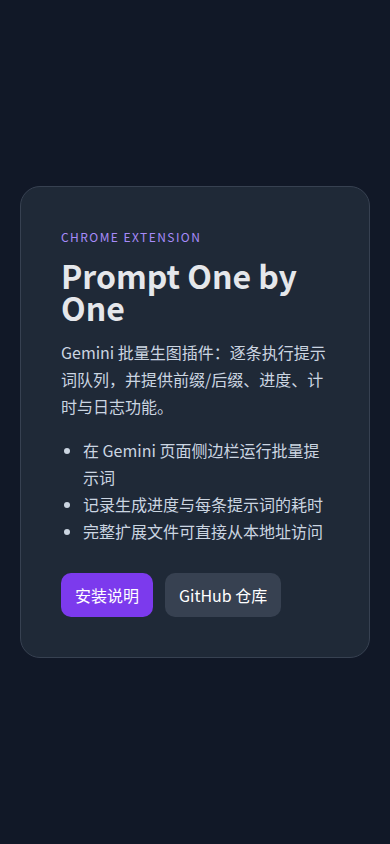 CHROME EXTENSION
Prompt One by
One
Gemini 批量生图插件：逐条执行提示
词队列，并提供前缀/后缀、进度、计
时与日志功能。
在 Gemini 页面侧边栏运行批量提
示词
记录生成进度与每条提示词的耗时
完整扩展文件可直接从本地址访问
安装说明
GitHub 仓库